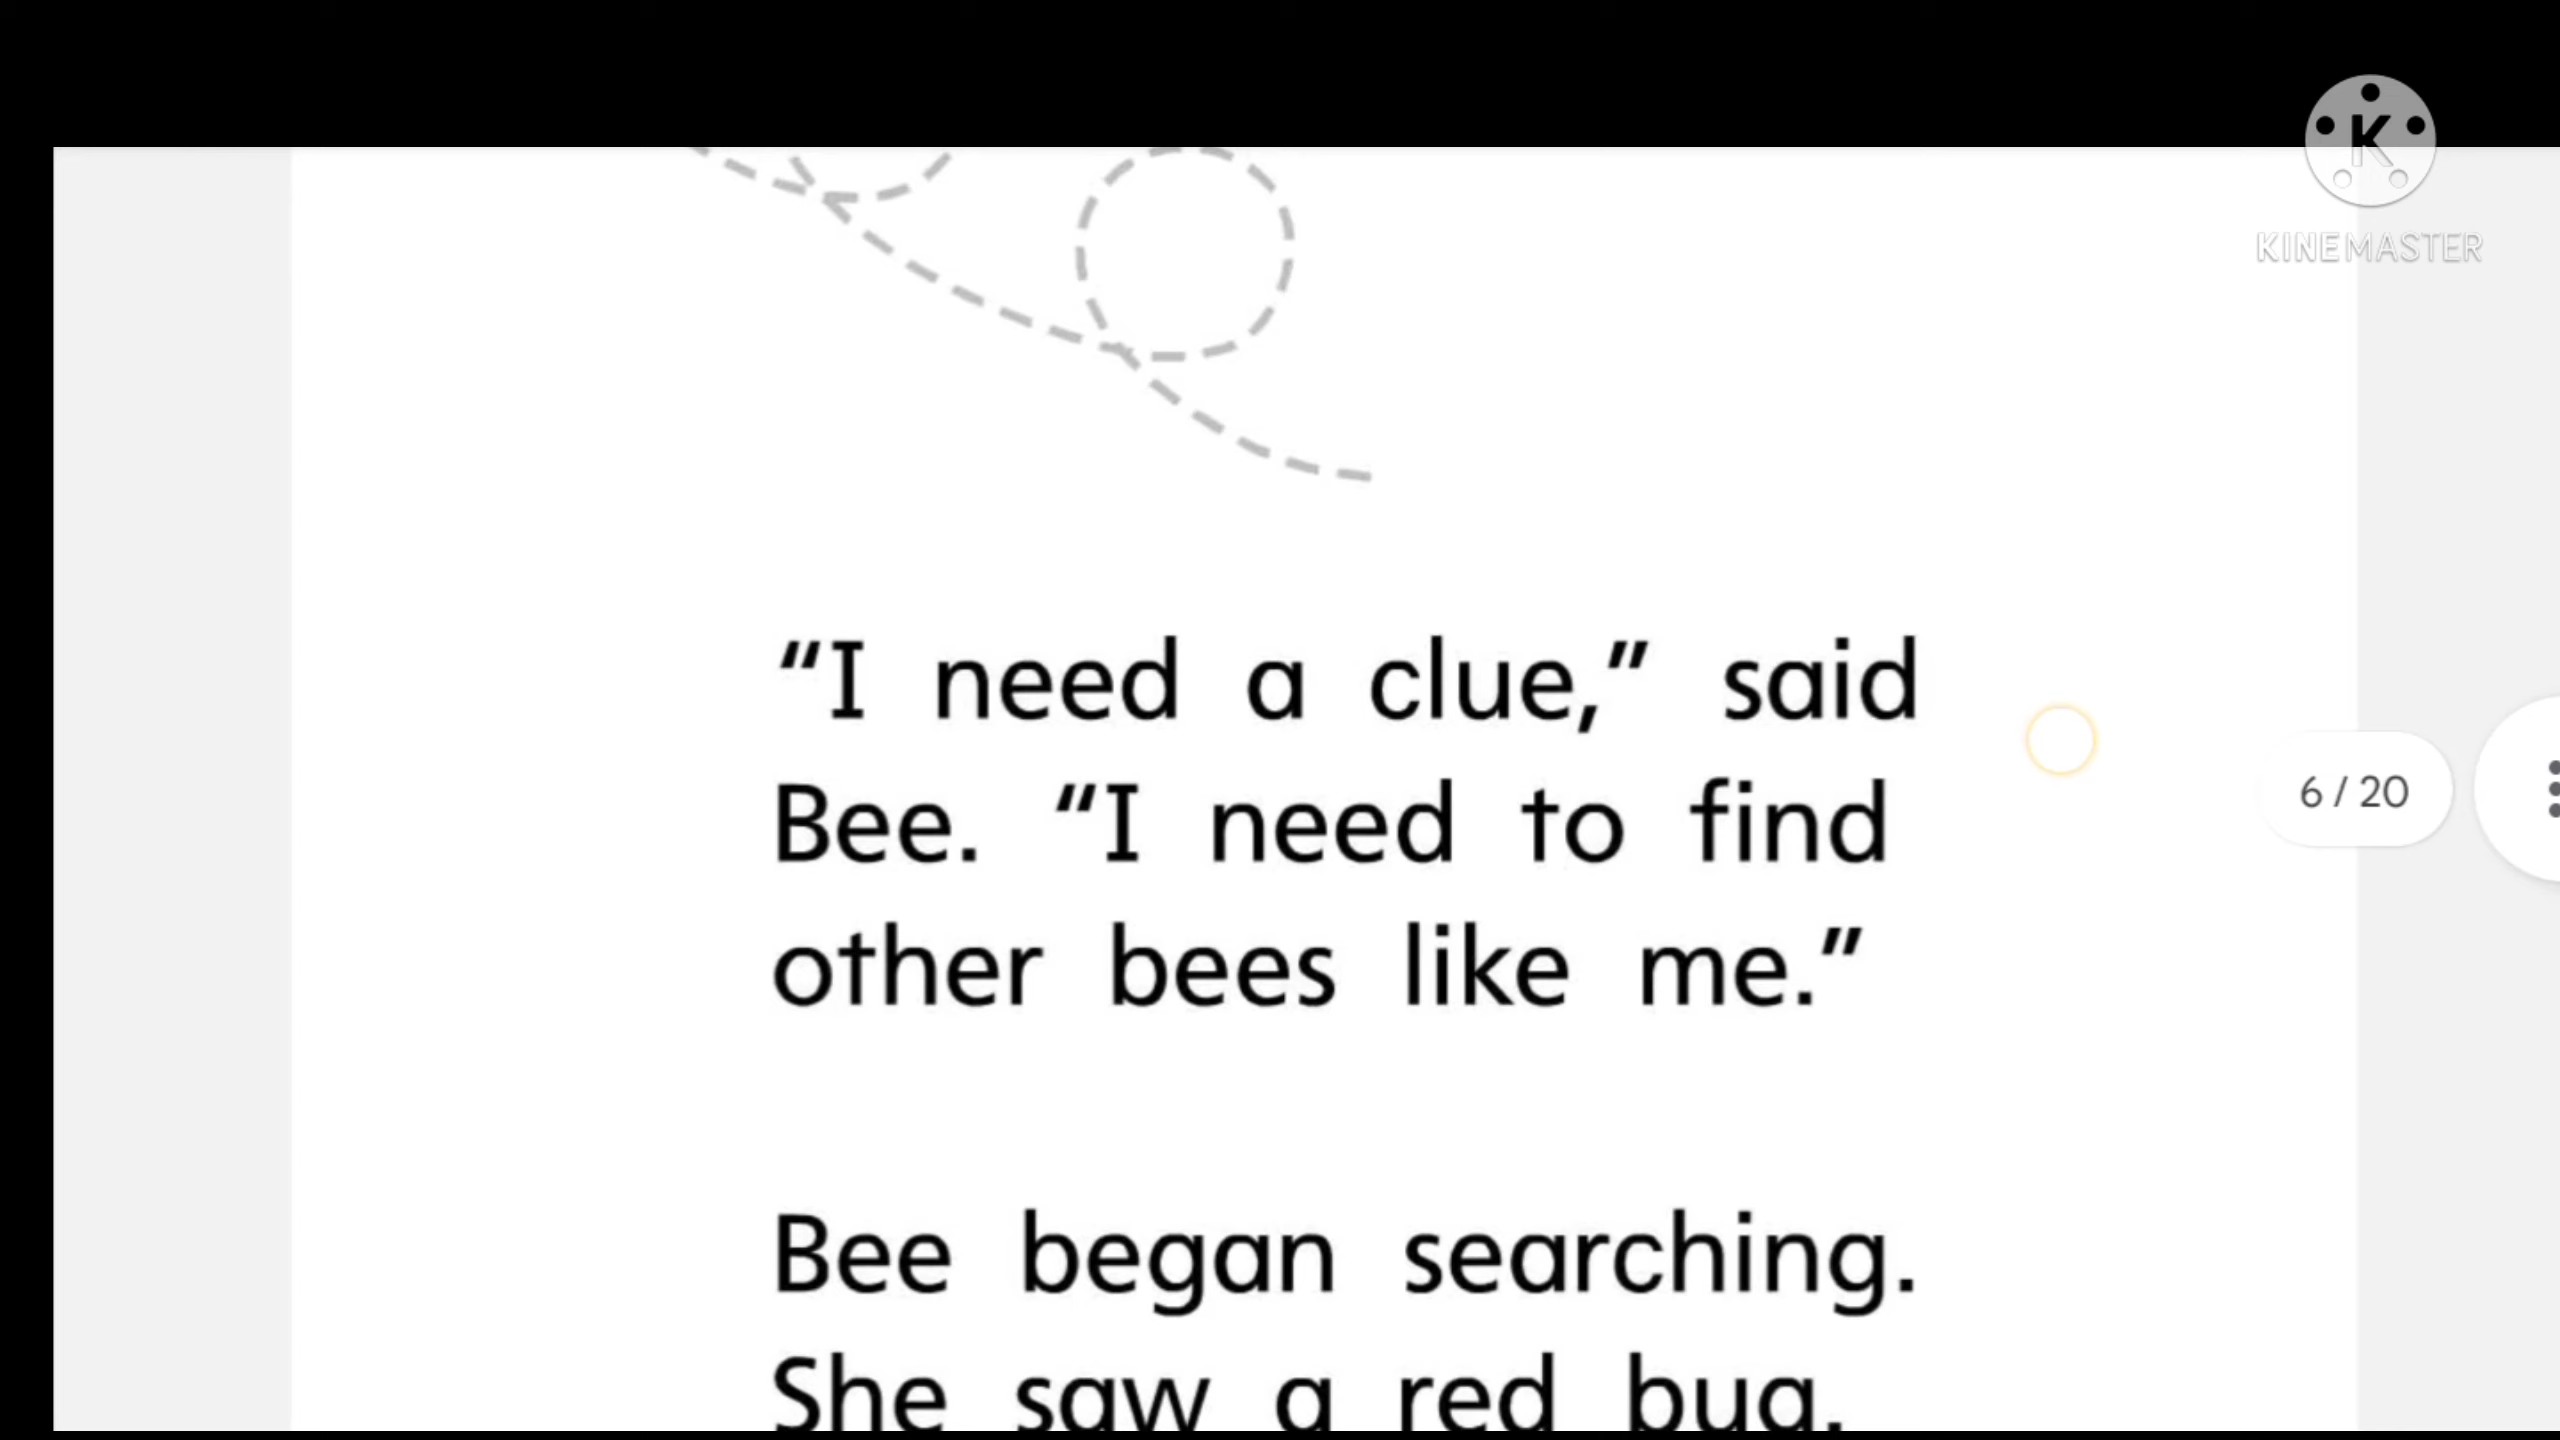 K
KINEMASTER
“I need a clue,” said
Bee. “I need to find
other bees like me.”
6 / 20
Bee began searching.
She saw a red bug.